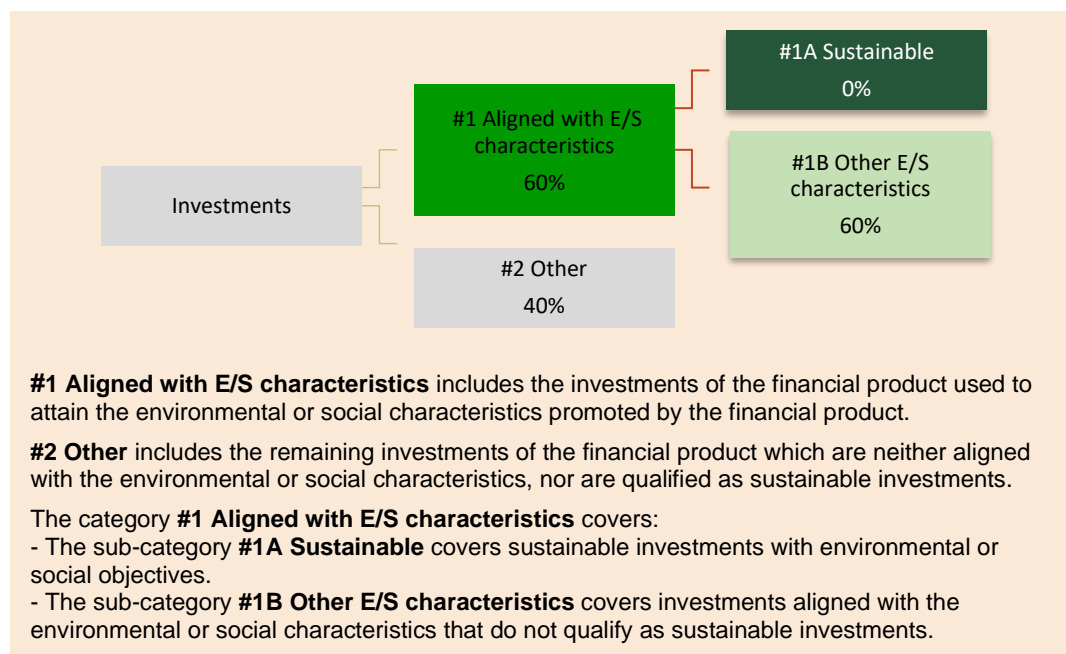 #1A Sustainable
0%
#1 Aligned with E/S
characteristics
60%
#1B Other E/S
characteristics
60%
Investments
#2 Other
40%
#1 Aligned with E/S characteristics includes the investments of the financial product used to
attain the environmental or social characteristics promoted by the financial product.
#2 Other includes the remaining investments of the financial product which are neither aligned
with the environmental or social characteristics, nor are qualified as sustainable investments.
The category #1 Aligned with E/S characteristics covers:
- The sub-category #1A Sustainable covers sustainable investments with environmental or
social objectives.
- The sub-category #1B Other E/S characteristics covers investments aligned with the
environmental or social characteristics that do not qualify as sustainable investments.